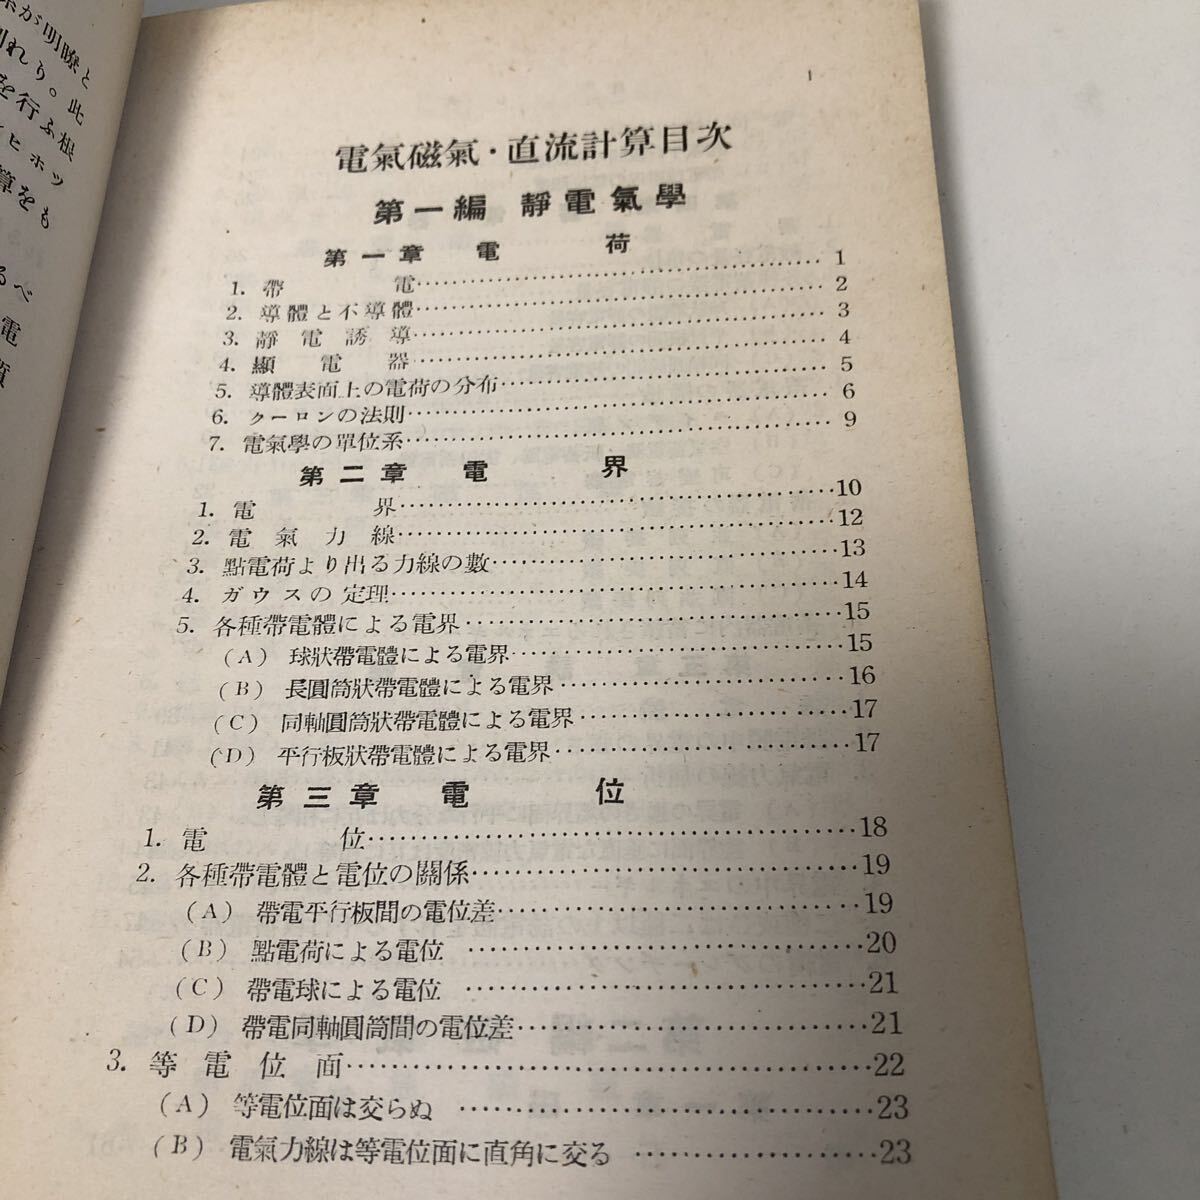 1
電氣磁氣・直流計算目次
第一編 靜電氣學
第一章 電荷
1. 帶電 1
2. 導體と不導體 2
3. 靜電誘導 3
4. 顯電器 4
5. 導體表面上の電荷の分布 5
6. クーロンの法則 6
7. 電氣學の單位系 9
第二章 電界
1. 電界 10
2. 電氣力線 12
3. 點電荷より出る力線の數 13
4. ガウスの定理 14
5. 各種帶電體による電界 15
(A) 球狀帶電體による電界 15
(B) 長圓筒狀帶電體による電界 16
(C) 同軸圓筒狀帶電體による電界 17
(D) 平行板狀帶電體による電界 17
第三章 電位
1. 電位 18
2. 各種帶電體と電位の關係 19
(A) 帶電平行板間の電位差 19
(B) 點電荷による電位 20
(C) 帶電球による電位 21
(D) 帶電同軸圓筒間の電位差 21
3. 等電位面 22
(A) 等電位面は交らぬ 23
(B) 電氣力線は等電位面に直角に交る 23